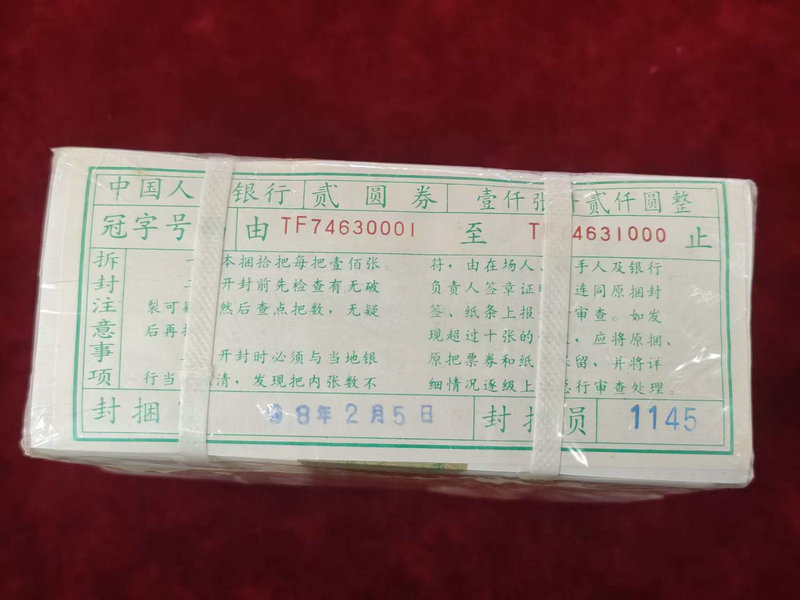 中国人 银行 贰圆券 壹仟张 贰仟圆整
冠字号 由 TF74630001 至 T 4631000 止
拆封注意事项
本捆拾把每把壹佰张。
开封前先检查有无破
裂可 然后查点把数，无疑
后再
开封时必须与当地银
行当 清，发现把内张数不
符，由在场人、 手人及银行
负责人签章证 连同原捆封
签、纸条上报 审查。如发
现超过十张的 ，应将原捆、
原把票券和纸 留，并将详
细情况逐级上 行审查处理。
封捆 98年2月5日 封 员 1145